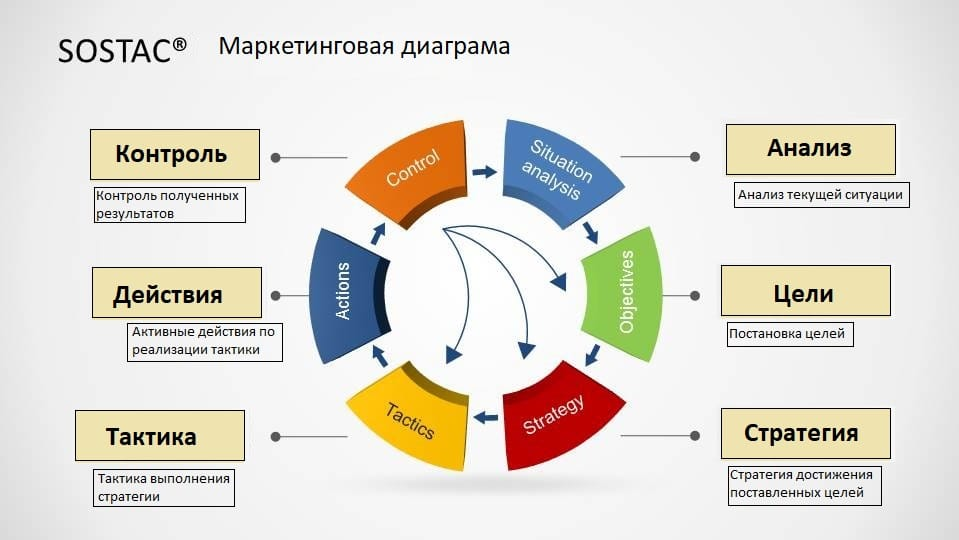 SOSTAC® Маркетинговая диаграма
Контроль
Контроль полученных
результатов
Действия
Активные действия по
реализации тактики
Тактика
Тактика выполнения
стратегии
Control
Situation
analysis
Actions
Objectives
Tactics
Strategy
Анализ
Анализ текущей ситуации
Цели
Постановка целей
Стратегия
Стратегия достижения
поставленных целей